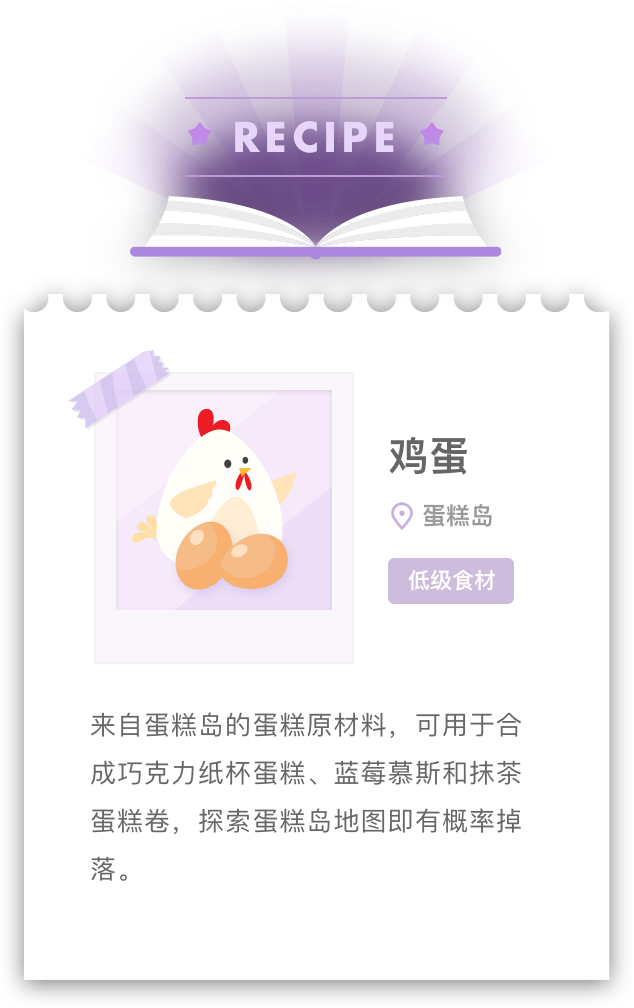 RECIPE
鸡蛋
蛋糕岛
低级食材
来自蛋糕岛的蛋糕原材料，可用于合
成巧克力纸杯蛋糕、蓝莓慕斯和抹茶
蛋糕卷，探索蛋糕岛地图即有概率掉
落。